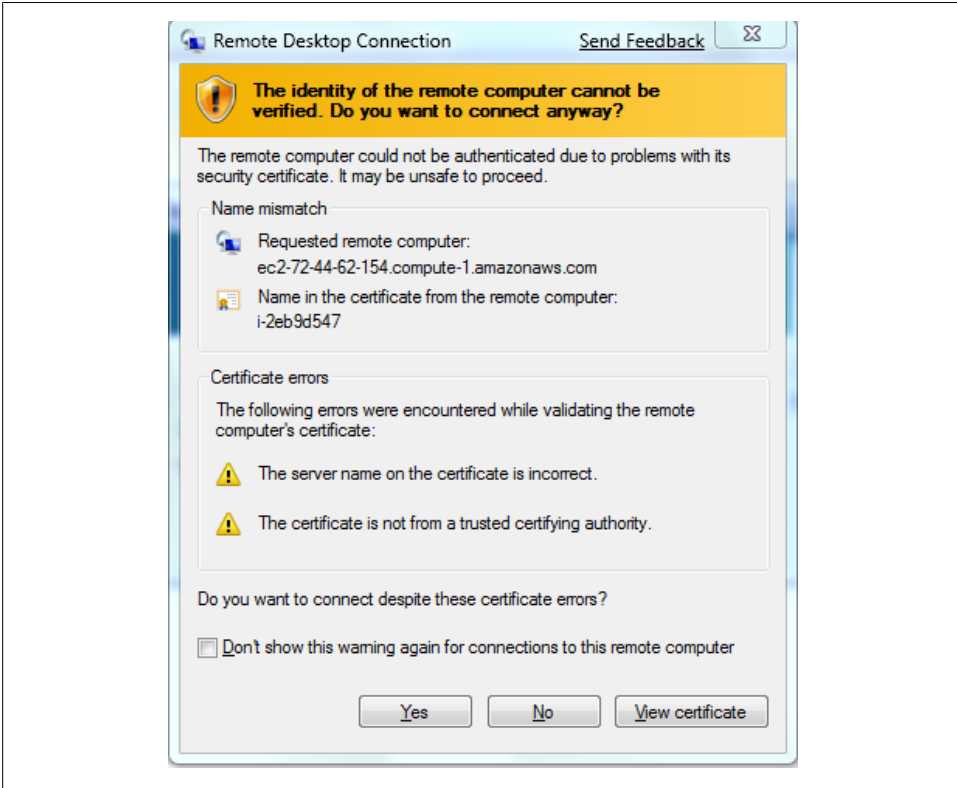 Remote Desktop Connection
Send Feedback
The identity of the remote computer cannot be
verified. Do you want to connect anyway?
The remote computer could not be authenticated due to problems with its
security certificate. It may be unsafe to proceed.
Name mismatch
Requested remote computer:
ec2-72-44-62-154.compute-1.amazonaws.com
Name in the certificate from the remote computer:
i-2eb9d547
Certificate errors
The following errors were encountered while validating the remote
computer's certificate:
The server name on the certificate is incorrect.
The certificate is not from a trusted certifying authority.
Do you want to connect despite these certificate errors?
Don't show this warning again for connections to this remote computer
Yes
No
View certificate